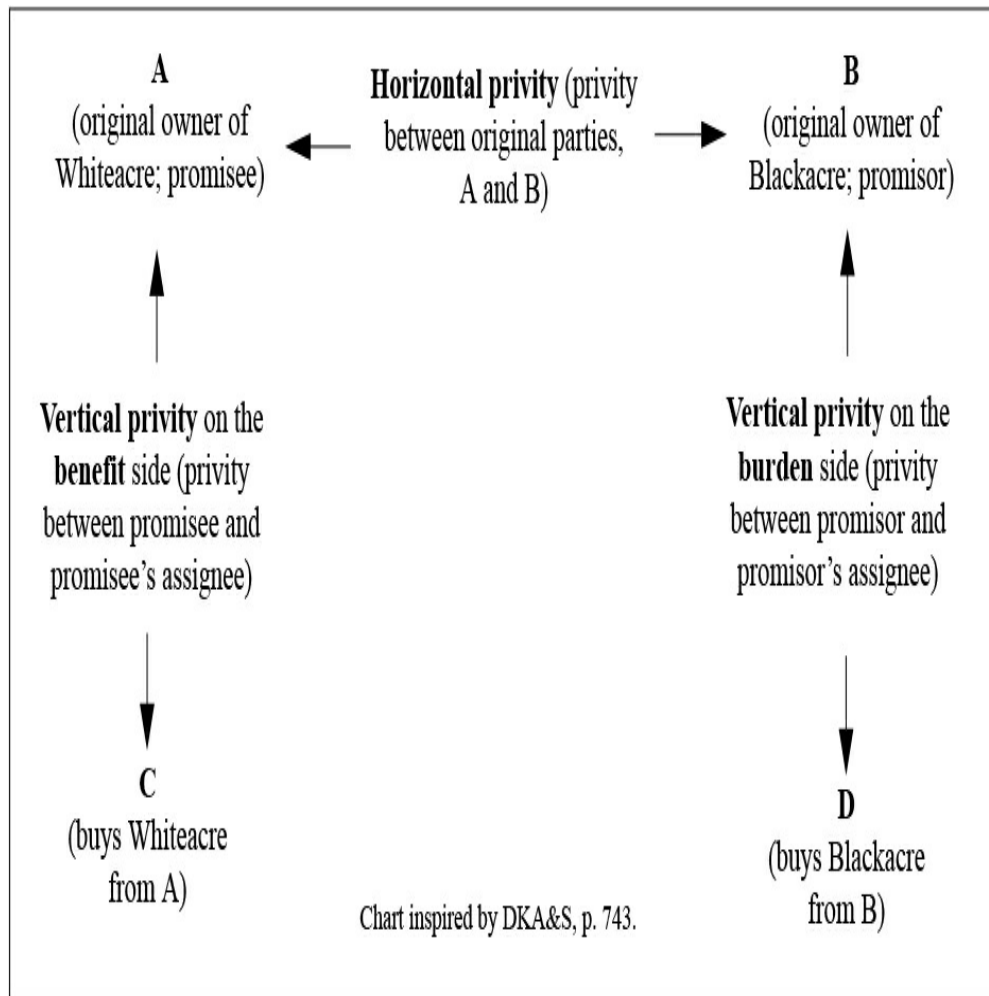 A
(original owner of
Whiteacre; promisee)
Horizontal privity (privity
between original parties,
A and B)
B
(original owner of
Blackacre; promisor)
Vertical privity on the
benefit side (privity
between promisee and
promisee’s assignee)
Vertical privity on the
burden side (privity
between promisor and
promisor’s assignee)
C
(buys Whiteacre
from A)
D
(buys Blackacre
from B)
Chart inspired by DKA&S, p. 743.